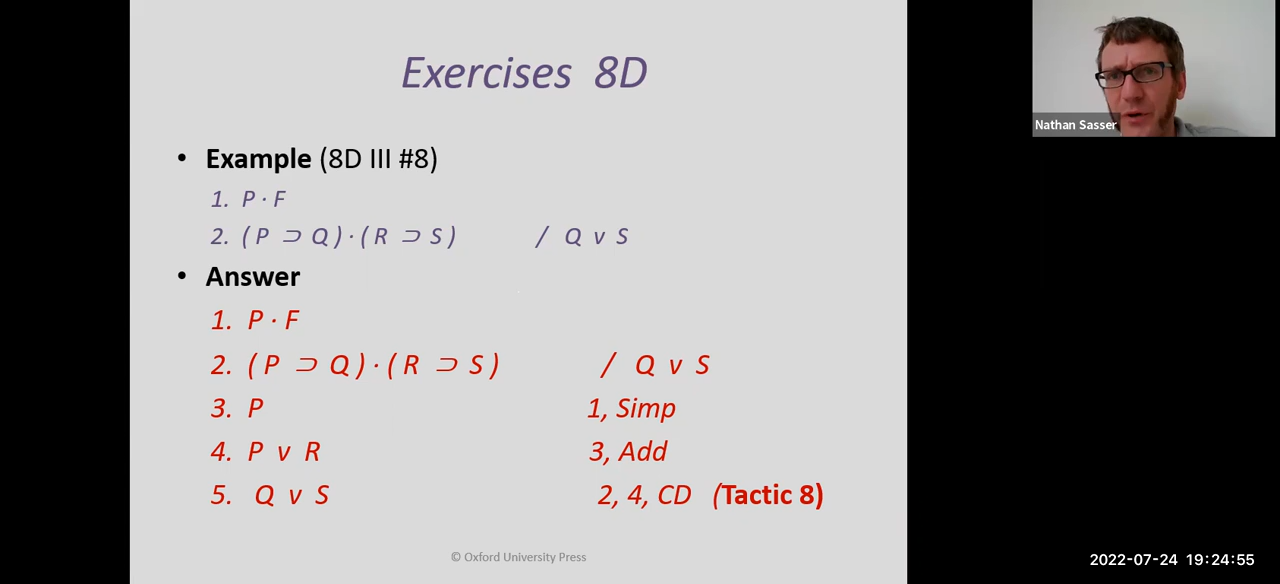 Exercises 8D
• Example (8D III #8)
1. P · F
2. ( P ⊃ Q ) · ( R ⊃ S ) / Q v S
• Answer
1. P · F
2. ( P ⊃ Q ) · ( R ⊃ S ) / Q v S
3. P 1, Simp
4. P v R 3, Add
5. Q v S 2, 4, CD (Tactic 8)
© Oxford University Press
Nathan Sasser
2022-07-24 19:24:55